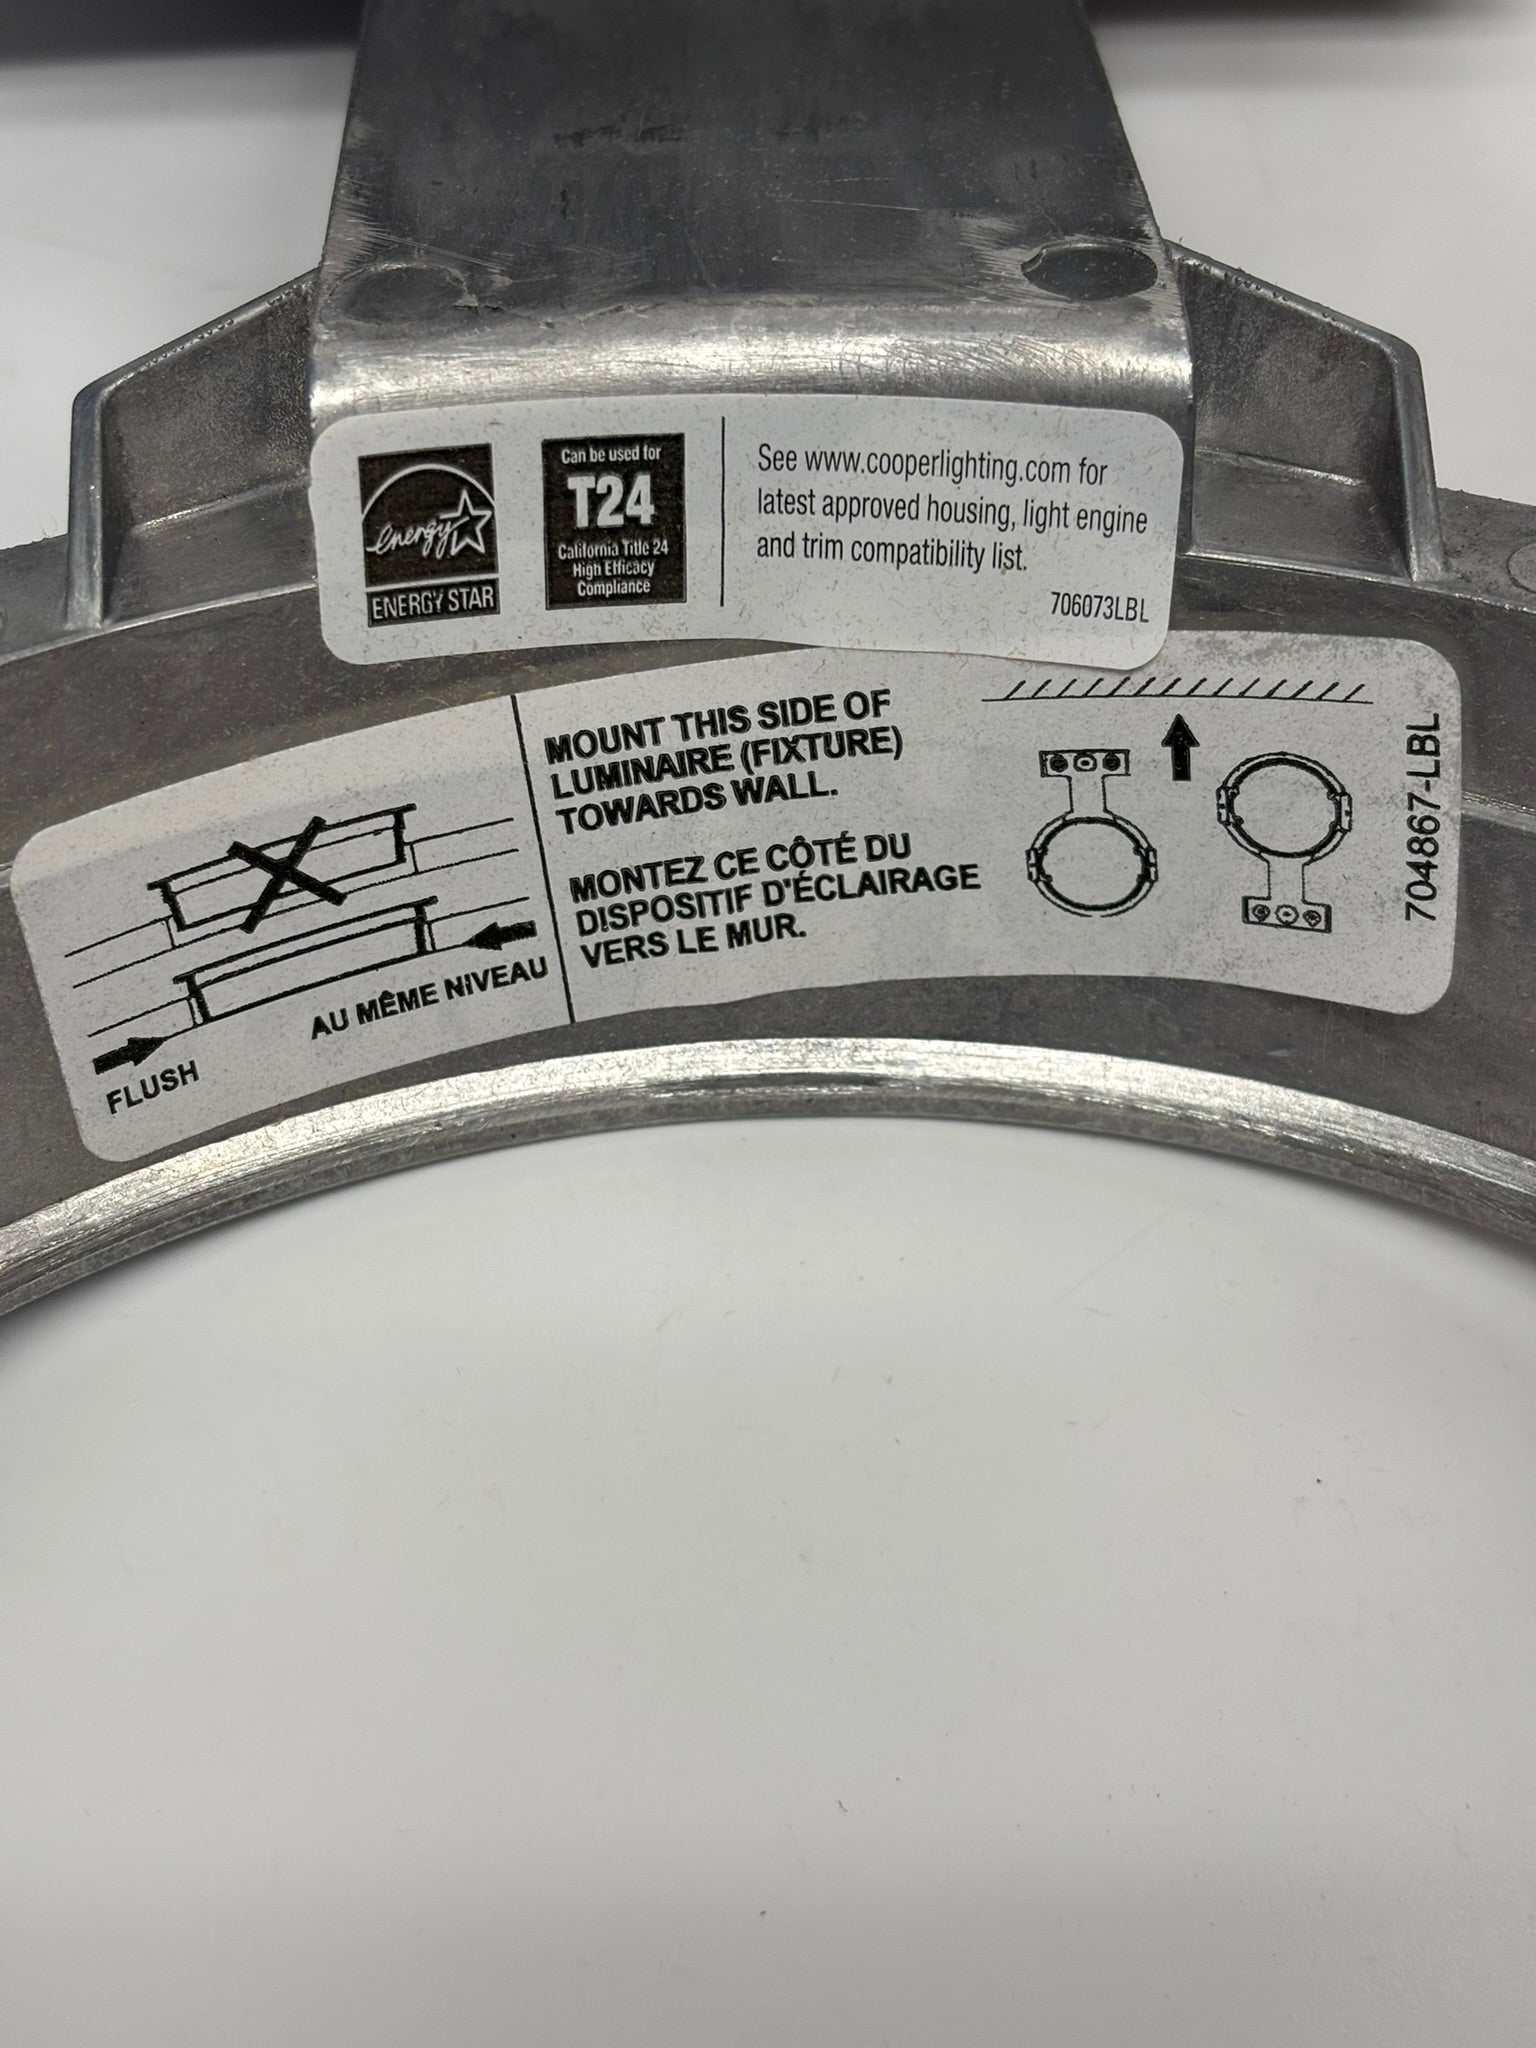 energy
ENERGY STAR
Can be used for
T24
California Title 24
High Efficacy
Compliance
See www.cooperlighting.com for
latest approved housing, light engine
and trim compatibility list.
706073LBL
FLUSH
AU MÊME NIVEAU
MOUNT THIS SIDE OF
LUMINAIRE (FIXTURE)
TOWARDS WALL.
MONTEZ CE CÔTÉ DU
DISPOSITIF D'ÉCLAIRAGE
VERS LE MUR.
704867-LBL